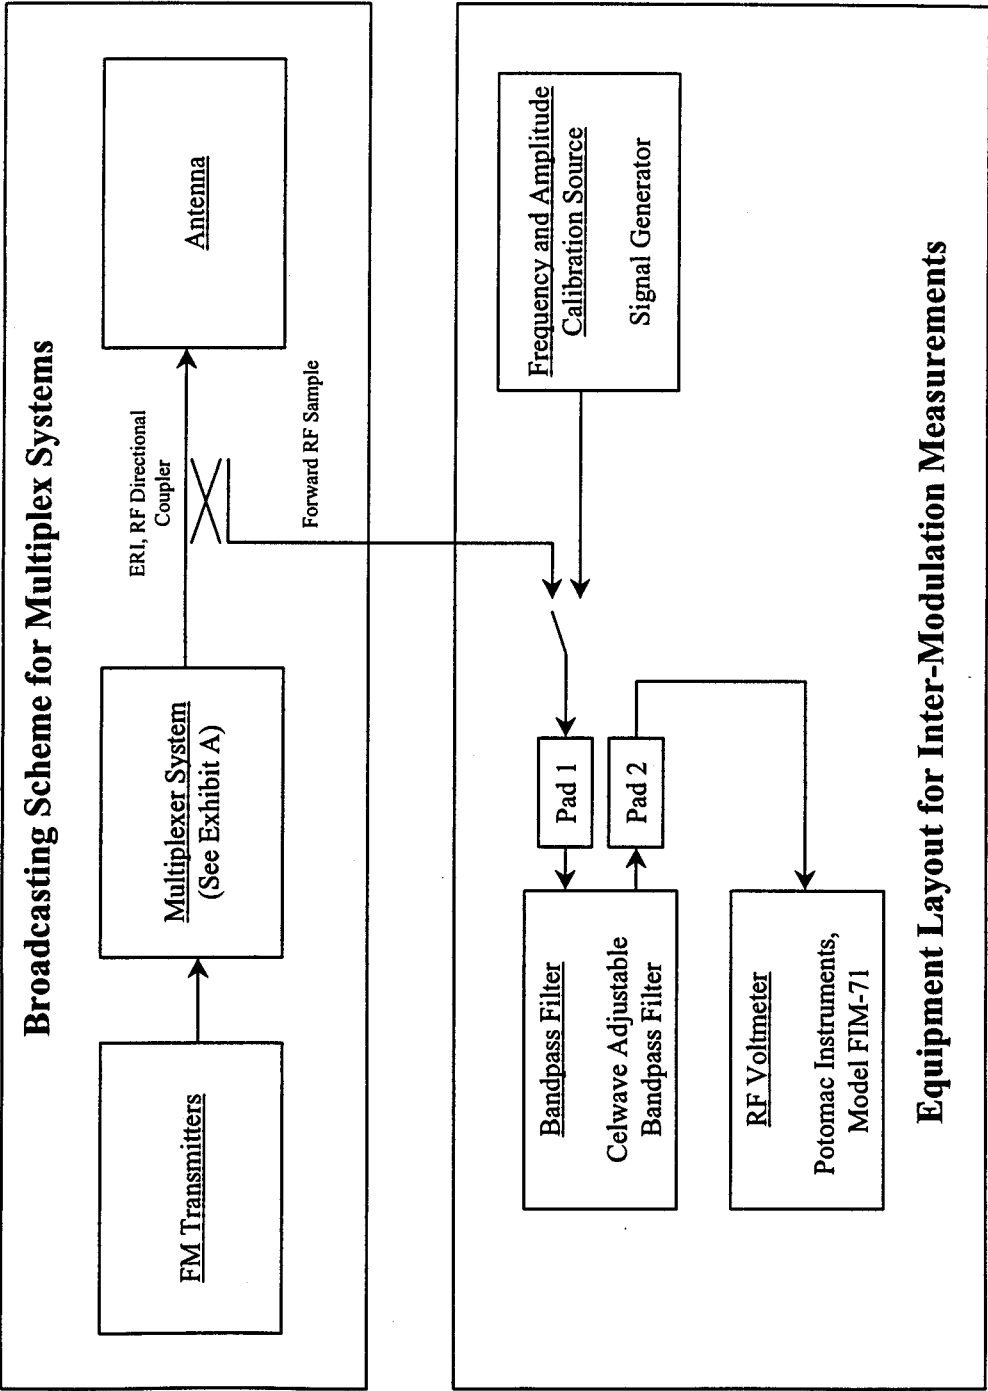 Broadcasting Scheme for Multiplex Systems
FM Transmitters
Multiplexer System
(See Exhibit A)
ERI, RF Directional
Coupler
Antenna
Forward RF Sample
Bandpass Filter
Celwave Adjustable
Bandpass Filter
Pad 1
Pad 2
Frequency and Amplitude
Calibration Source
Signal Generator
RF Voltmeter
Potomac Instruments,
Model FIM-71
Equipment Layout for Inter-Modulation Measurements